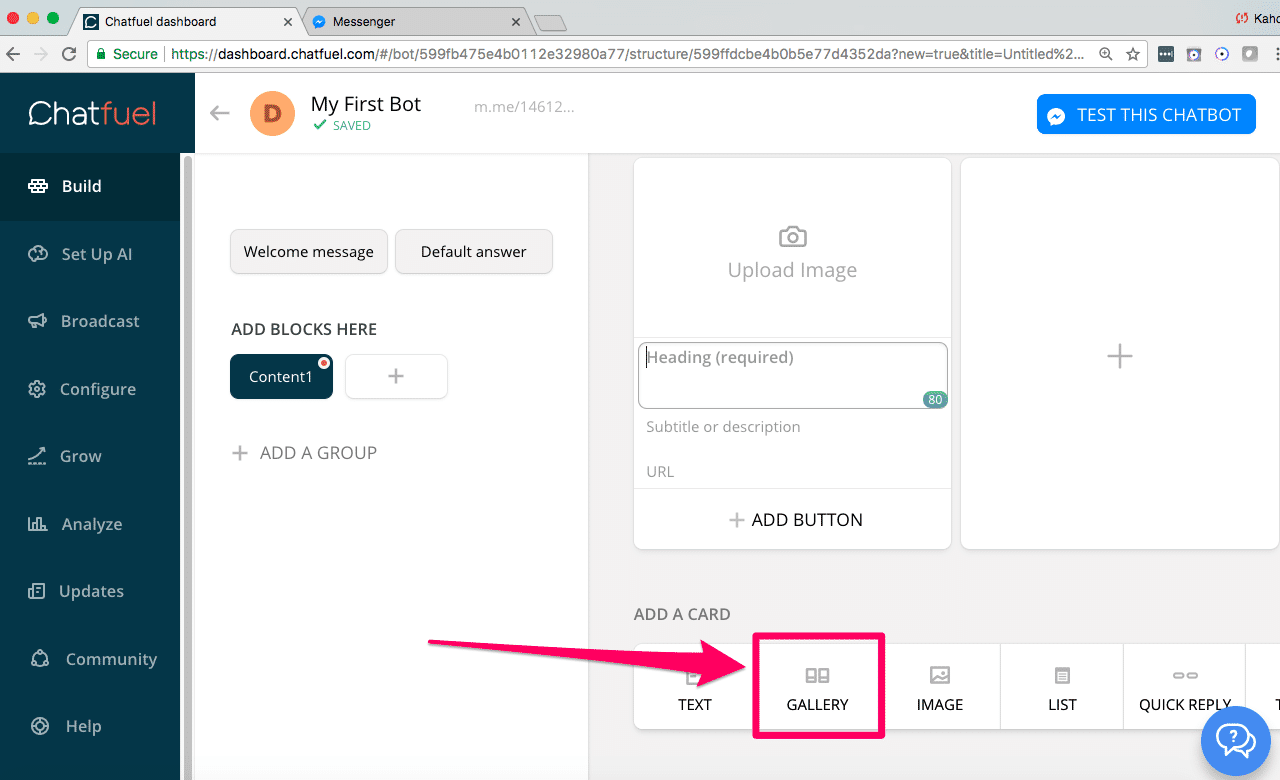 Chatfuel dashboard
Messenger
Kaho
Secure
https://dashboard.chatfuel.com/#/bot/599fb475e4b0112e32980a77/structure/599ffdcbe4b0b5e77d4352da?new=true&title=Untitled%2...
Chatfuel
D
My First Bot
SAVED
m.me/14612...
TEST THIS CHATBOT
Build
Set Up AI
Broadcast
Configure
Grow
Analyze
Updates
Community
Help
Welcome message
Default answer
ADD BLOCKS HERE
Content1
ADD A GROUP
Upload Image
Heading (required)
80
Subtitle or description
URL
ADD BUTTON
ADD A CARD
TEXT
GALLERY
IMAGE
LIST
QUICK REPLY